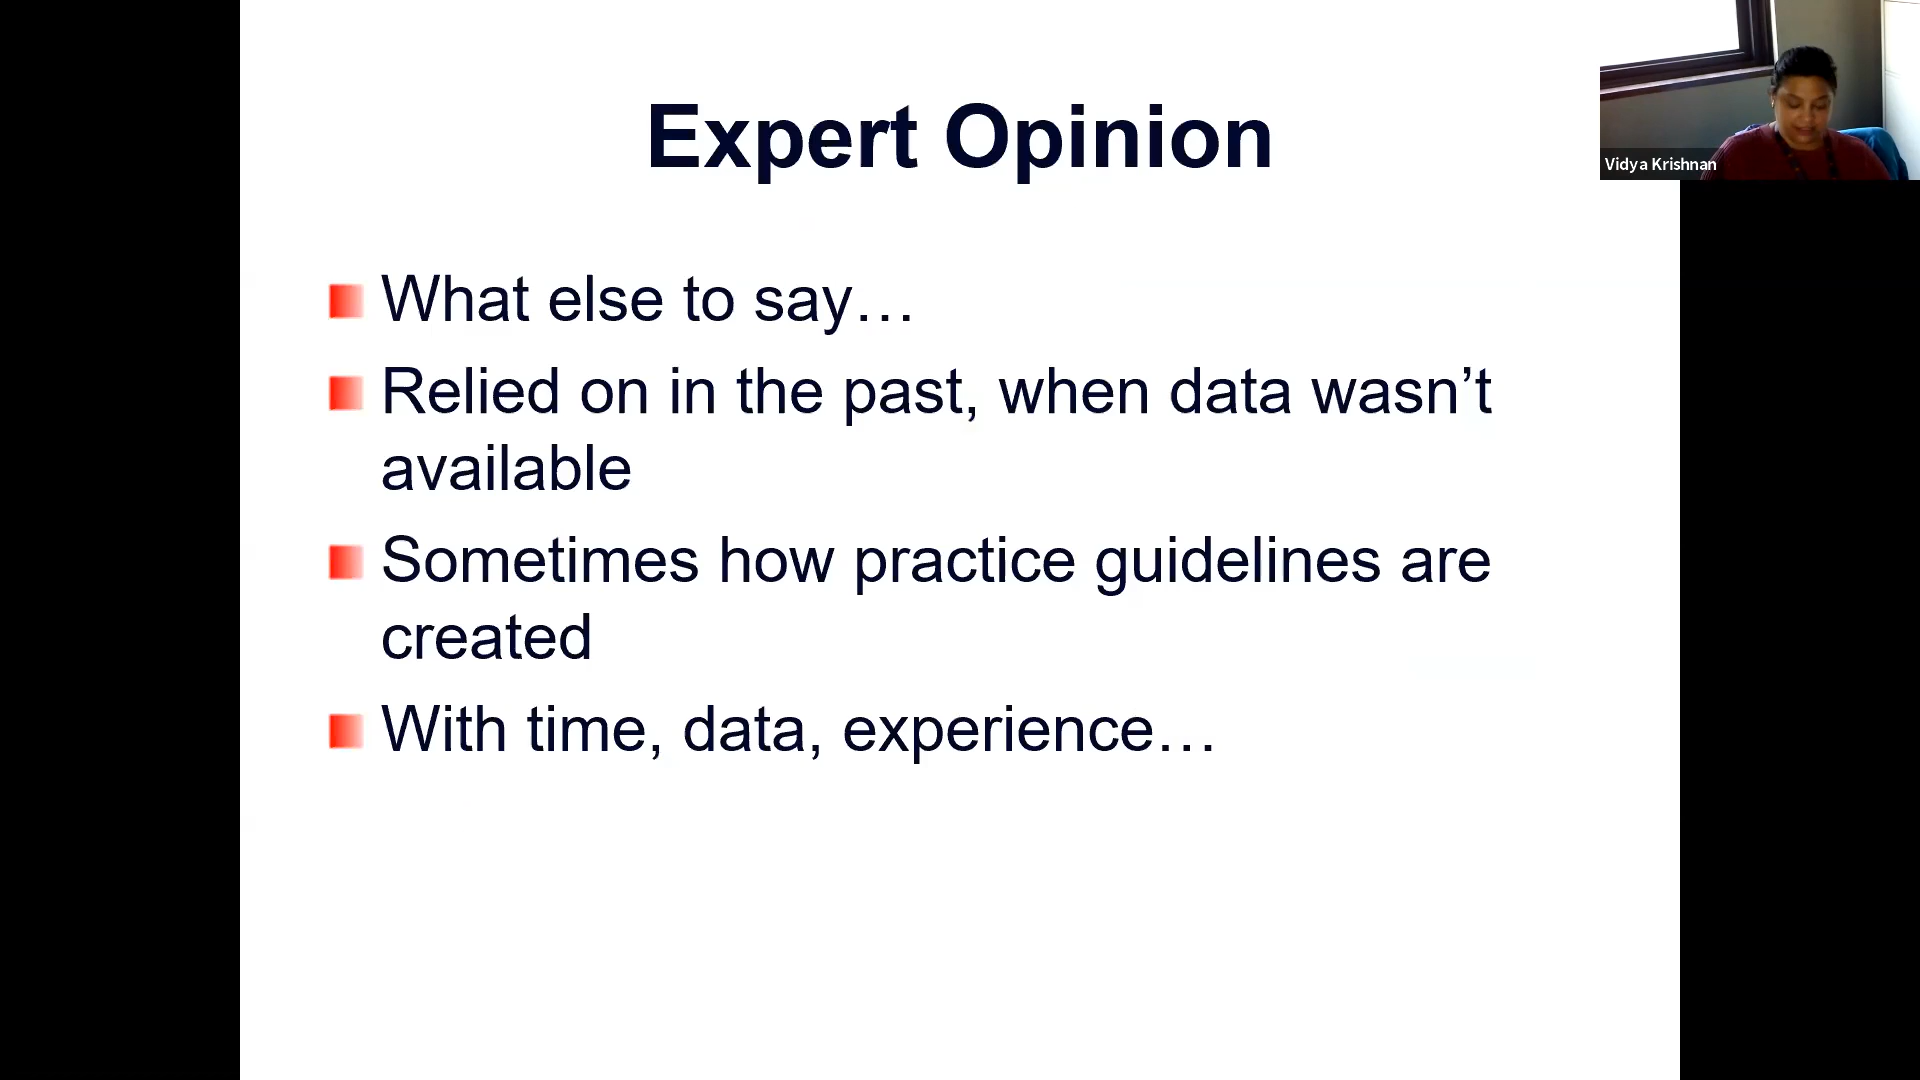 Expert Opinion
Vidya Krishnan
What else to say…
Relied on in the past, when data wasn’t
available
Sometimes how practice guidelines are
created
With time, data, experience…